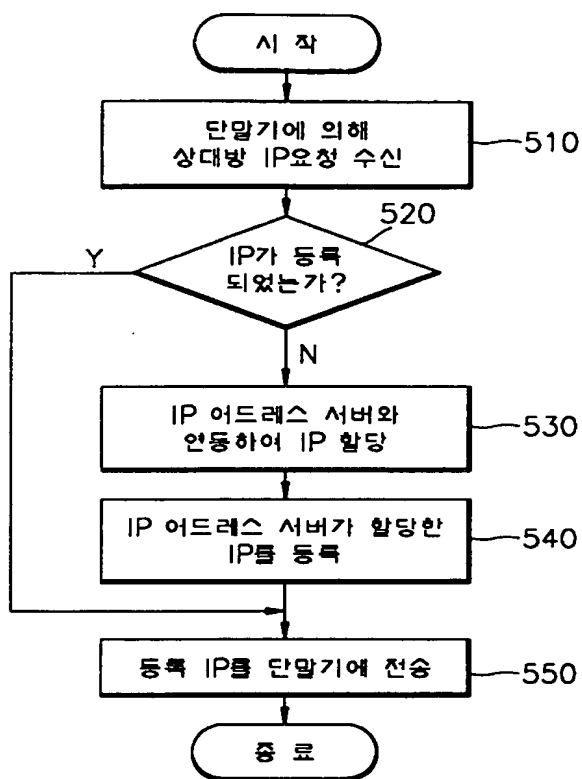 시 작
단말기에 의해
상대방 IP요청 수신
510
520
IP가 등록
되었는가?
Y
N
IP 어드레스 서버와
연동하여 IP 할당
530
IP 어드레스 서버가 할당한
IP를 등록
540
등록 IP를 단말기에 전송
550
종 료